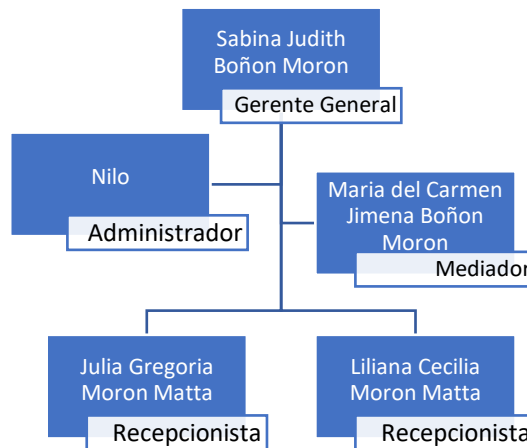 Sabina Judith
Boñon Moron
Gerente General
Nilo
Administrador
Maria del Carmen
Jimena Boñon
Moron
Mediador
Julia Gregoria
Moron Matta
Recepcionista
Liliana Cecilia
Moron Matta
Recepcionista